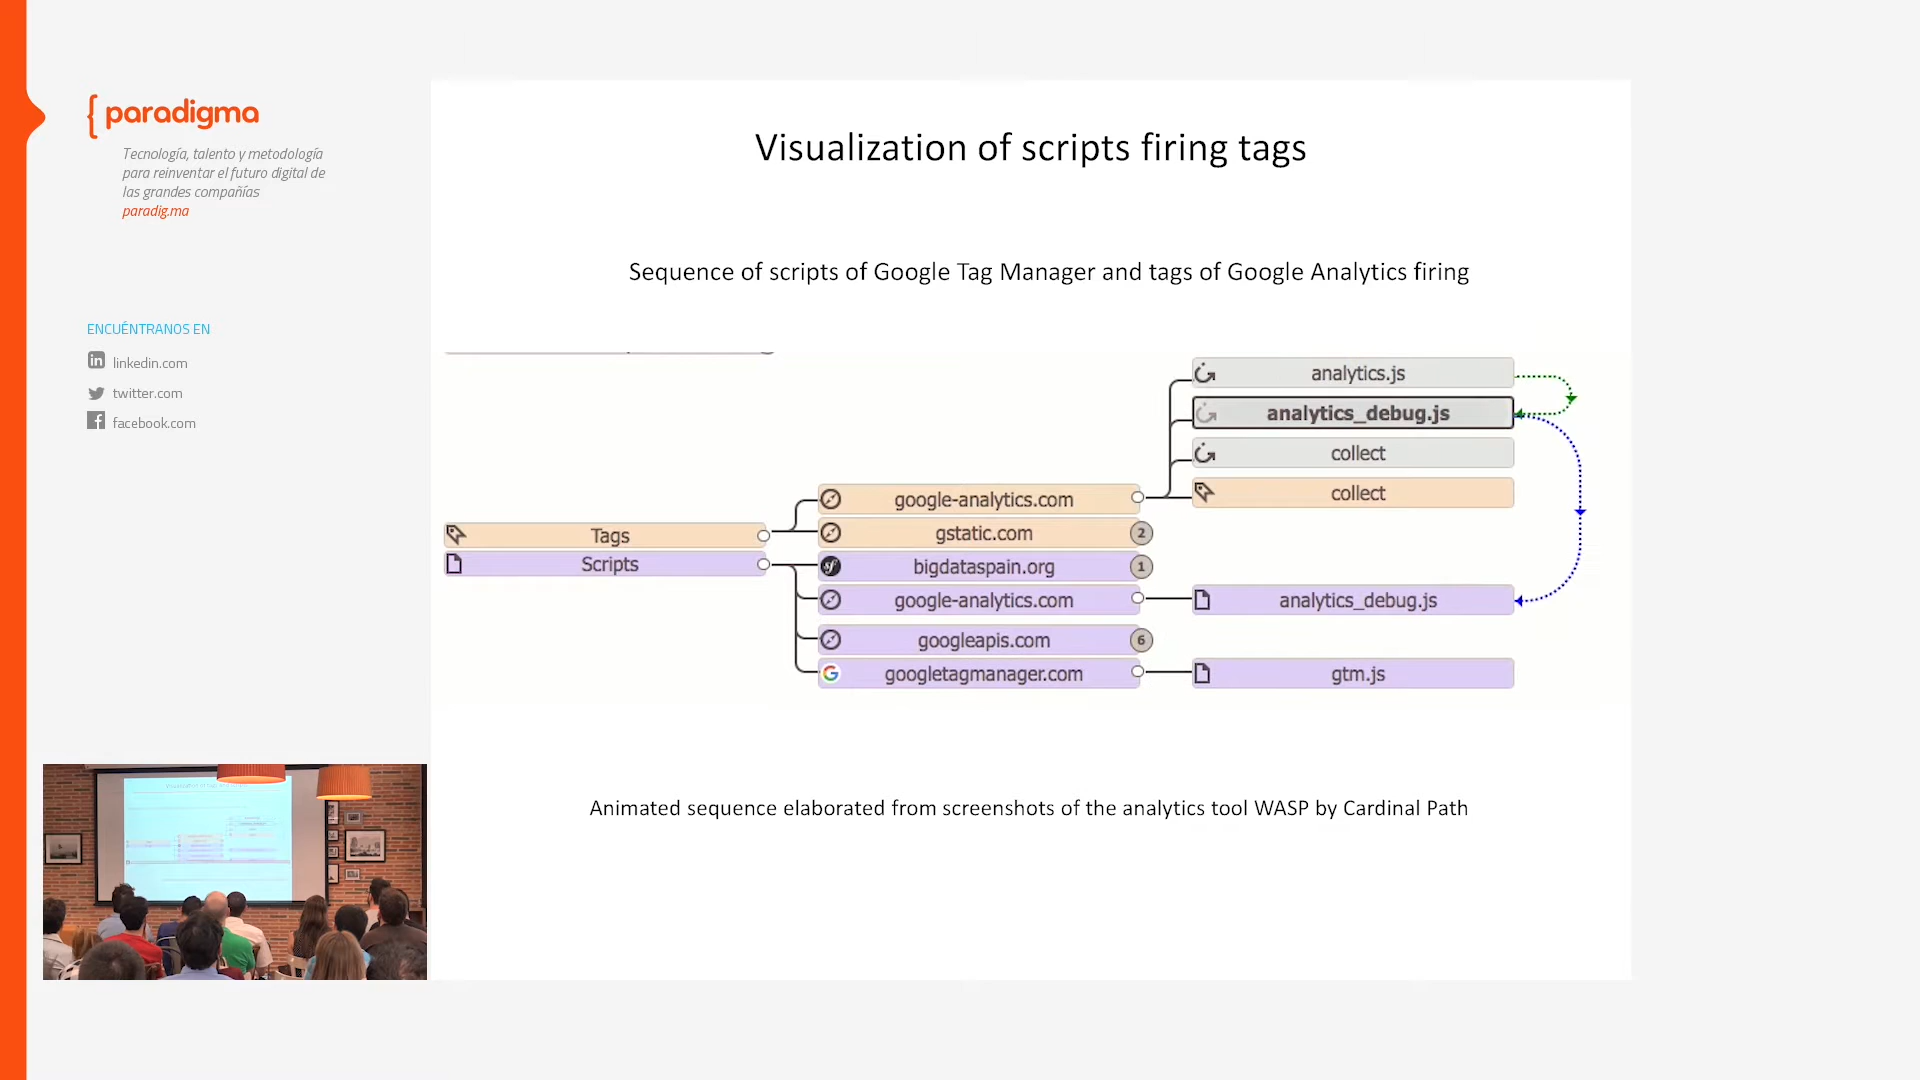 { paradigma
Tecnología, talento y metodología
para reinventar el futuro digital de
las grandes compañías
paradig.ma
ENCUÉNTRANOS EN
linkedin.com
twitter.com
facebook.com
Visualization of scripts firing tags
Sequence of scripts of Google Tag Manager and tags of Google Analytics firing
analytics.js
analytics_debug.js
collect
collect
google-analytics.com
Tags
gstatic.com 2
Scripts
bigdataspain.org 1
google-analytics.com
analytics_debug.js
googleapis.com 6
googletagmanager.com
gtm.js
Animated sequence elaborated from screenshots of the analytics tool WASP by Cardinal Path